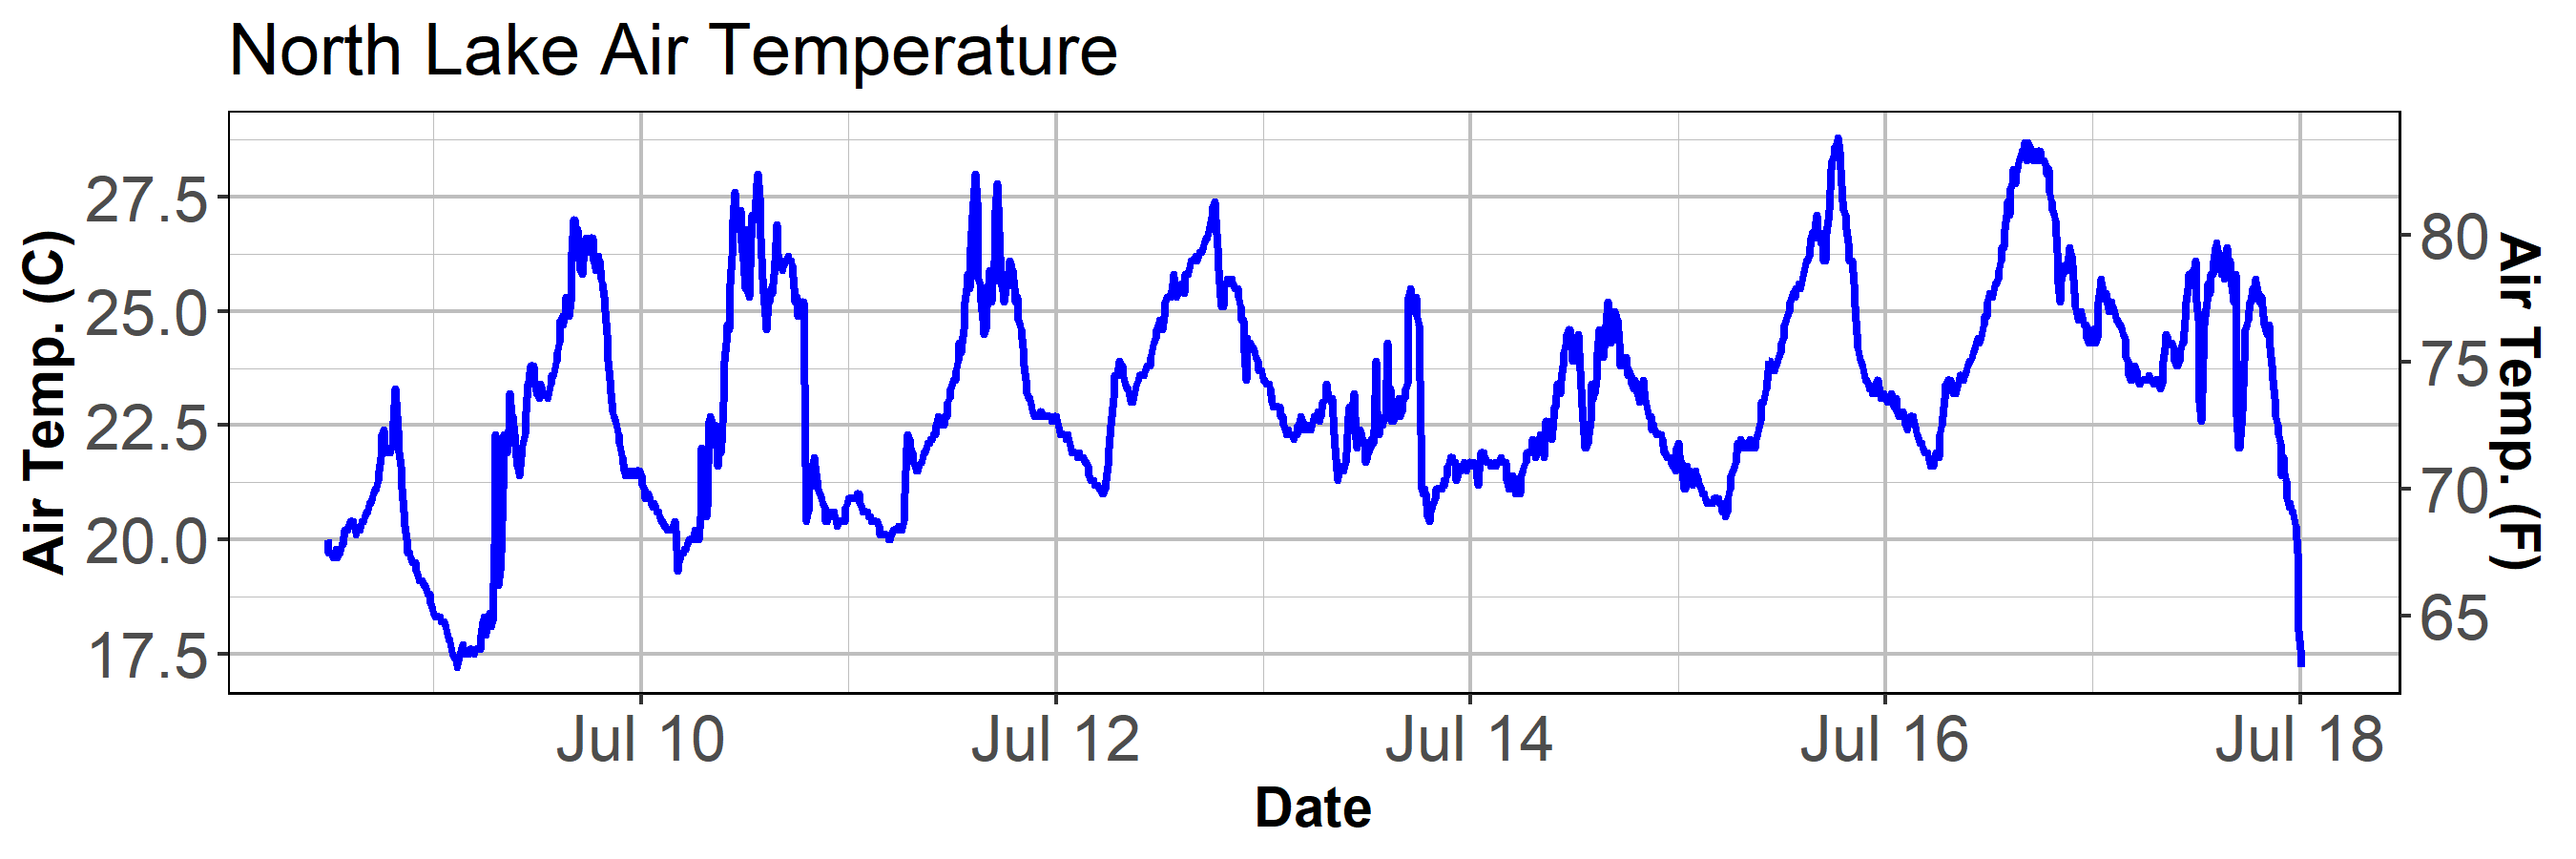 North Lake Air Temperature
Air Temp. (C)
27.5
25.0
22.5
20.0
17.5
80
75
70
65
Air Temp. (F)
Jul 10 Jul 12 Jul 14 Jul 16 Jul 18
Date